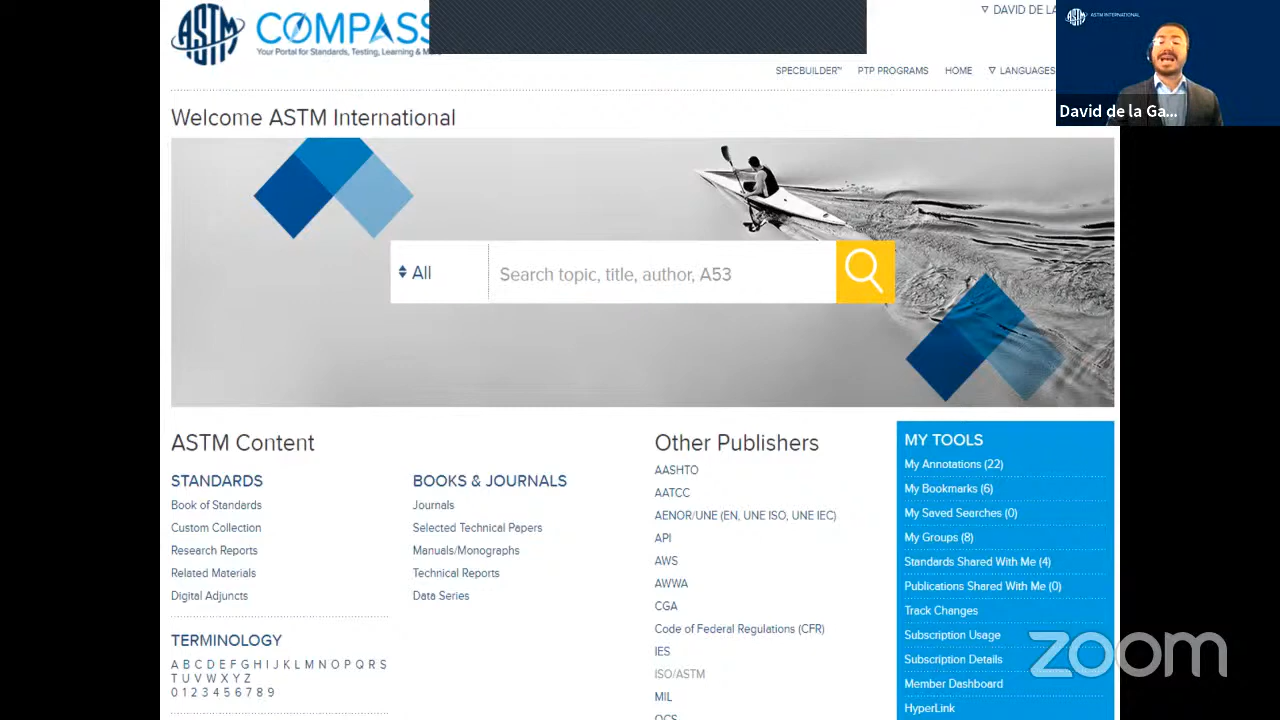 ASTM COMPASS
Your Portal for Standards, Testing, Learning &
▽ DAVID DE LA
ASTM INTERNATIONAL
SPECBUILDER™ PTP PROGRAMS HOME ▽ LANGUAGES
David de la Ga...
Welcome ASTM International
All
Search topic, title, author, A53
ASTM Content
STANDARDS
Book of Standards
Custom Collection
Research Reports
Related Materials
Digital Adjuncts
TERMINOLOGY
A B C D E F G H I J K L M N O P Q R S
T U V W X Y Z
0 1 2 3 4 5 6 7 8 9
BOOKS & JOURNALS
Journals
Selected Technical Papers
Manuals/Monographs
Technical Reports
Data Series
Other Publishers
AASHTO
AATCC
AENOR/UNE (EN, UNE ISO, UNE IEC)
API
AWS
AWWA
CGA
Code of Federal Regulations (CFR)
IES
ISO/ASTM
MIL
MY TOOLS
My Annotations (22)
My Bookmarks (6)
My Saved Searches (0)
My Groups (8)
Standards Shared With Me (4)
Publications Shared With Me (0)
Track Changes
Subscription Usage
Subscription Details
Member Dashboard
HyperLink
zoom